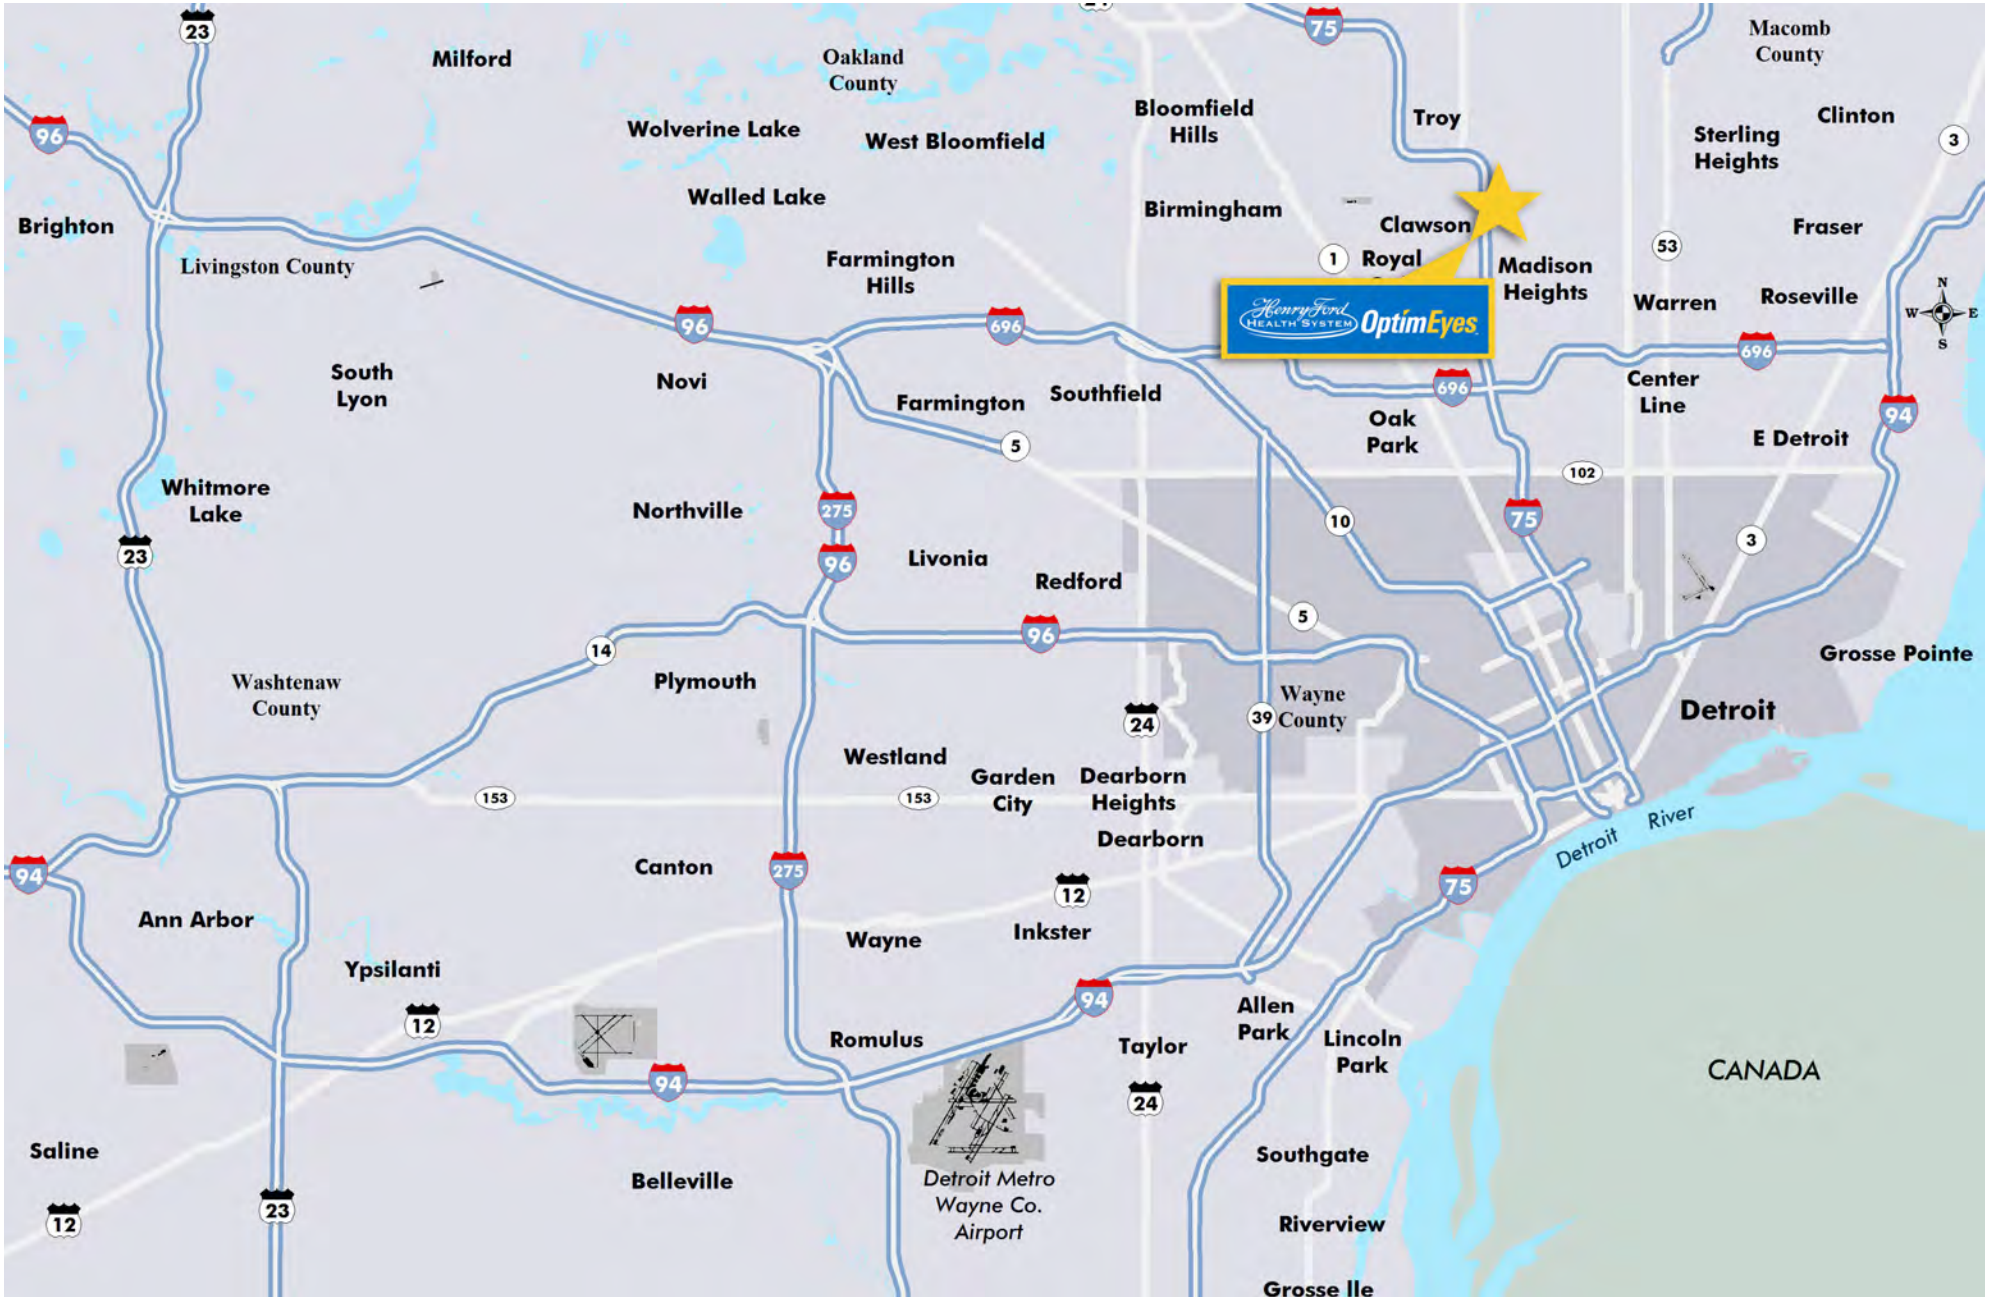 23
75
Macomb
County
Milford
Oakland
County
96
Wolverine Lake
West Bloomfield
Bloomfield
Hills
Troy
Clinton
Sterling
Heights
3
Walled Lake
Birmingham
Clawson
Brighton
Fraser
53
Livingston County
Farmington
Hills
1
Royal
Madison
Heights
N
W
E
S
Warren
Roseville
Henry Ford
HEALTH SYSTEM
OptimEyes
96
696
696
South
Lyon
Novi
Farmington
Southfield
696
Center
Line
94
Oak
Park
E Detroit
5
102
Whitmore
Lake
Northville
275
10
75
3
23
96
Livonia
Redford
5
14
96
Grosse Pointe
Washtenaw
County
Plymouth
24
39
Wayne
County
Detroit
Westland
Garden
City
Dearborn
Heights
153
153
Dearborn
Detroit River
94
Canton
275
12
75
Ann Arbor
Wayne
Inkster
Ypsilanti
12
94
Allen
Park
Romulus
Taylor
Lincoln
Park
94
24
CANADA
Saline
Southgate
Belleville
Detroit Metro
Wayne Co.
Airport
12
23
Riverview
Grosse Ile